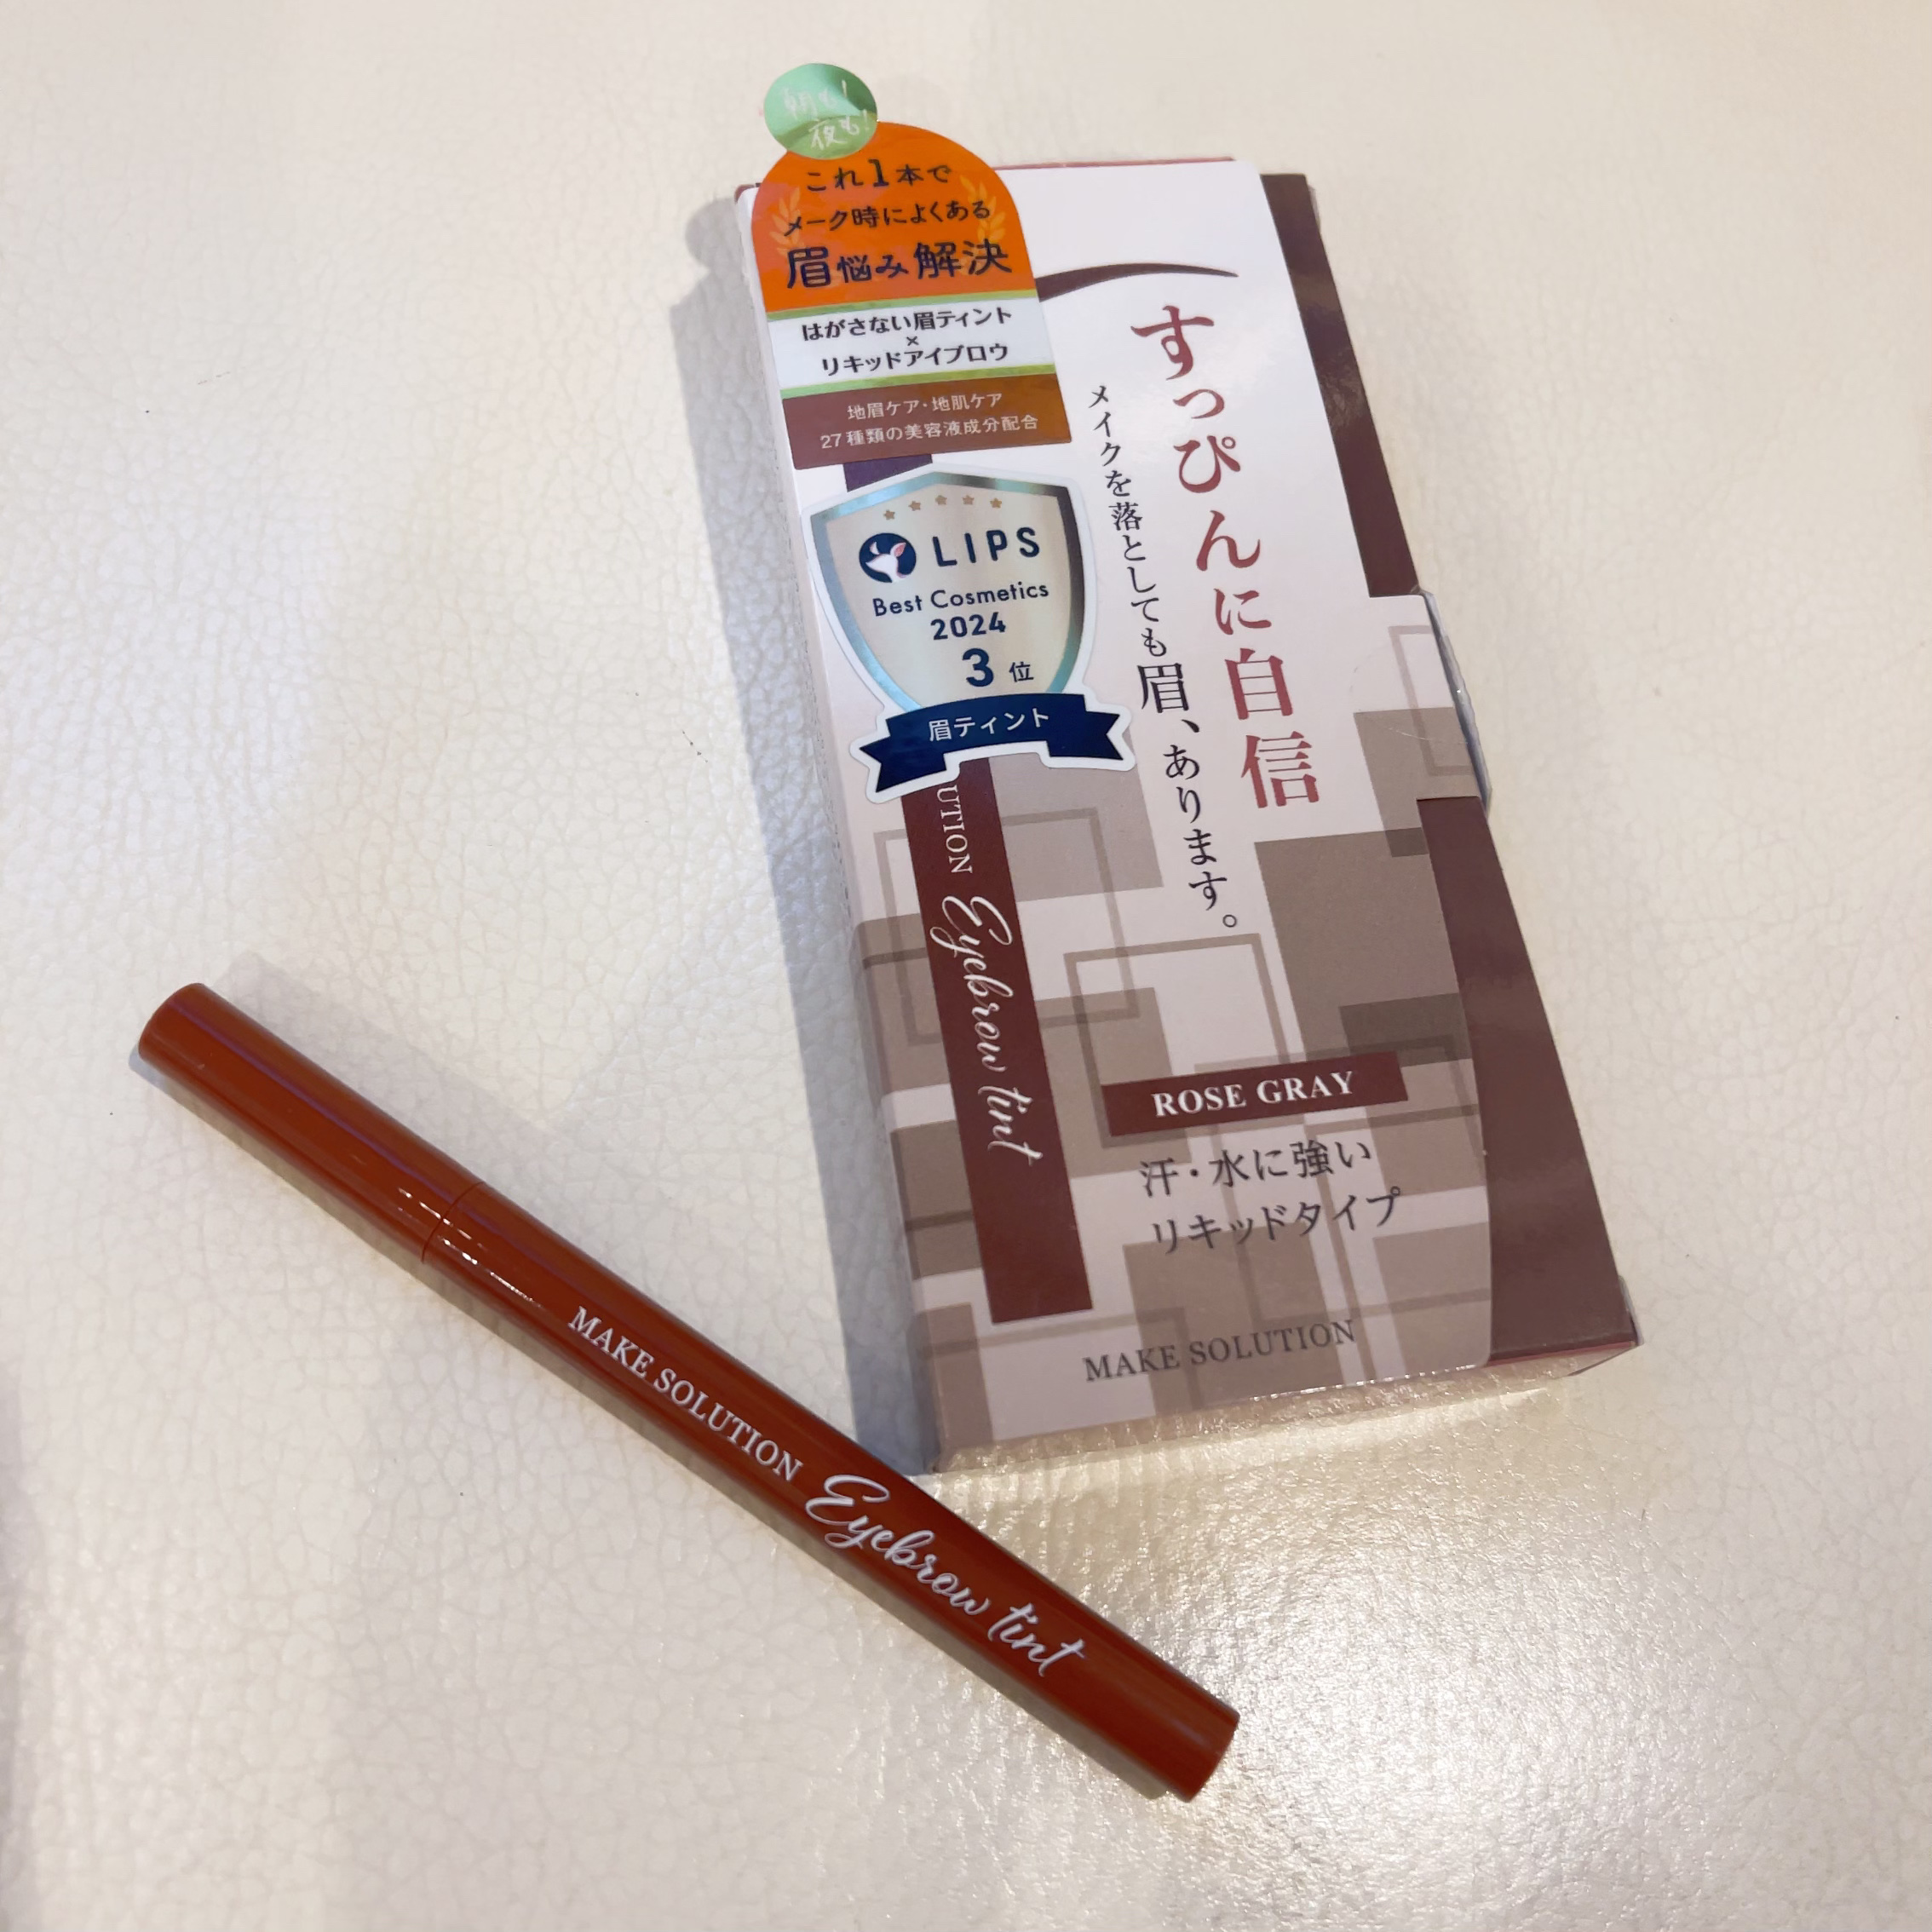 朝も!
夜も!
これ1本で
メーク時によくある
眉悩み解決
はがさない眉ティント
×
リキッドアイブロウ
地眉ケア・地肌ケア
27種類の美容液成分配合
LIPS
Best Cosmetics
2024
3位
眉ティント
すっぴんに自信
メイクを落としても眉、あります。
UTION Eyebrow tint
ROSE GRAY
汗・水に強い
リキッドタイプ
MAKE SOLUTION
MAKE SOLUTION Eyebrow tint